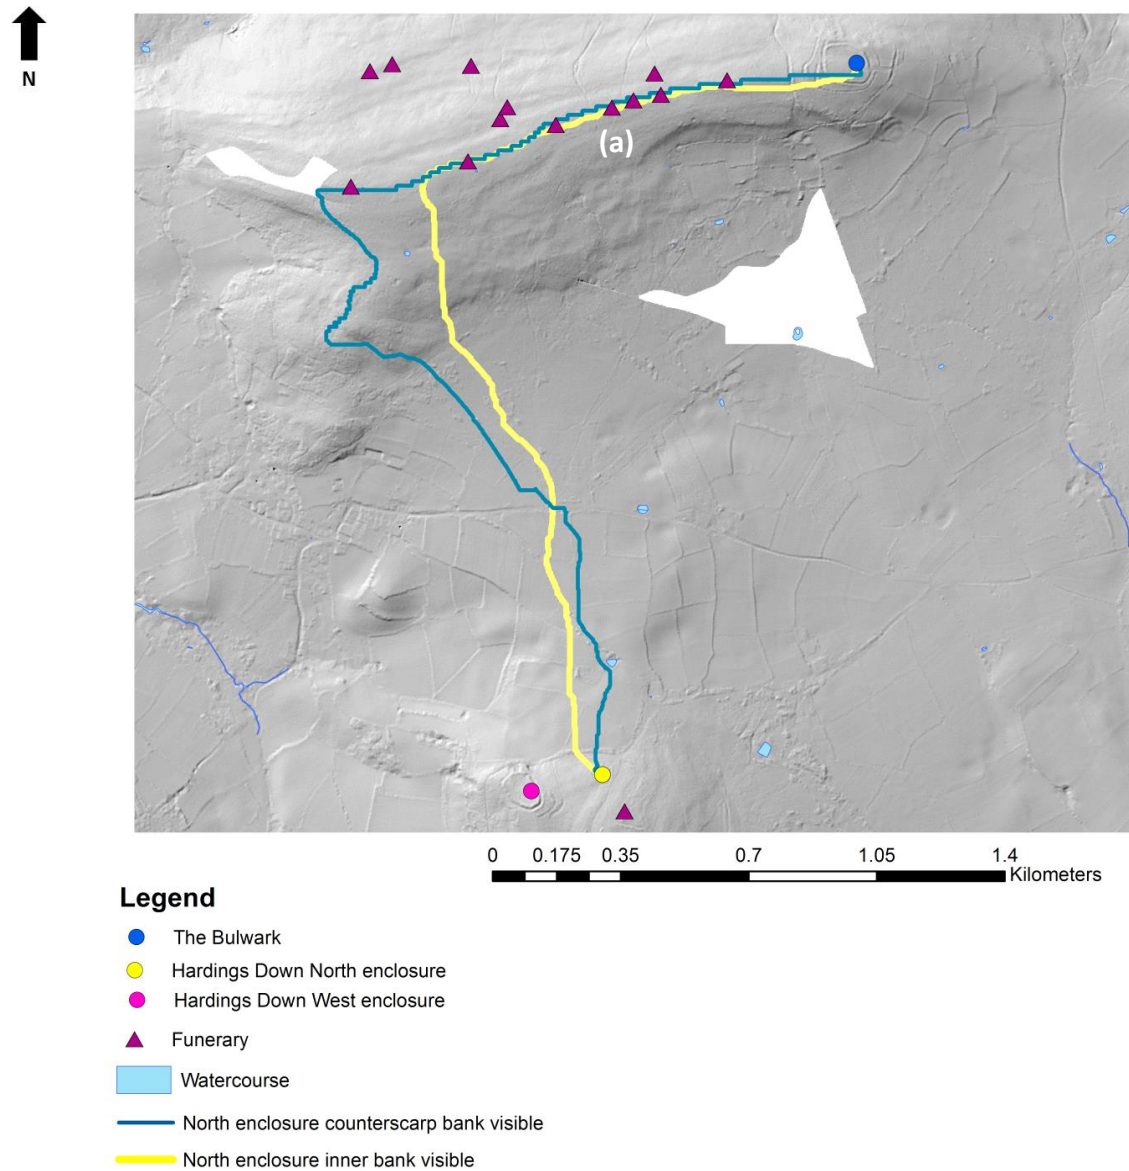 N
(a)
0 0.175 0.35 0.7 1.05 1.4
Kilometers
Legend
The Bulwark
Hardings Down North enclosure
Hardings Down West enclosure
Funerary
Watercourse
North enclosure counterscarp bank visible
North enclosure inner bank visible